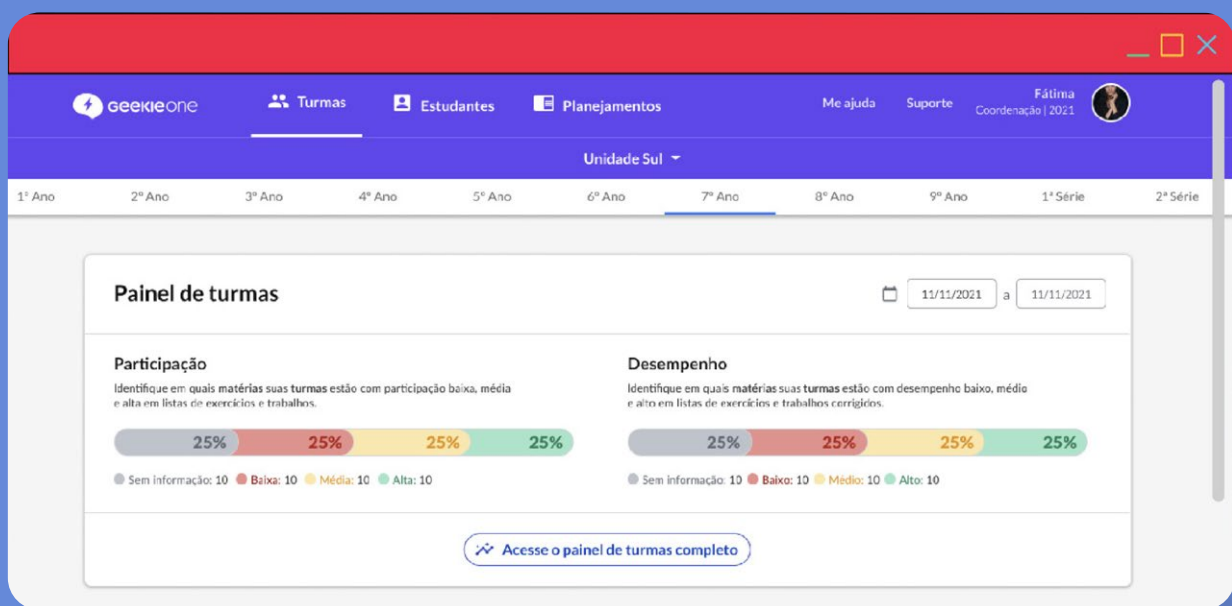 GEEKIEONE
Turmas
Estudantes
Planejamentos
Me ajuda
Suporte
Fátima
Coordenação | 2021
Unidade Sul
1º Ano 2º Ano 3º Ano 4º Ano 5º Ano 6º Ano 7º Ano 8º Ano 9º Ano 1ª Série 2ª Série
Painel de turmas
11/11/2021 a 11/11/2021
Participação
Identifique em quais matérias suas turmas estão com participação baixa, média
e alta em listas de exercícios e trabalhos.
25% 25% 25% 25%
Sem informação: 10 Baixa: 10 Média: 10 Alta: 10
Desempenho
Identifique em quais matérias suas turmas estão com desempenho baixo, médio
e alto em listas de exercícios e trabalhos corrigidos.
25% 25% 25% 25%
Sem informação: 10 Baixo: 10 Médio: 10 Alto: 10
Acesse o painel de turmas completo